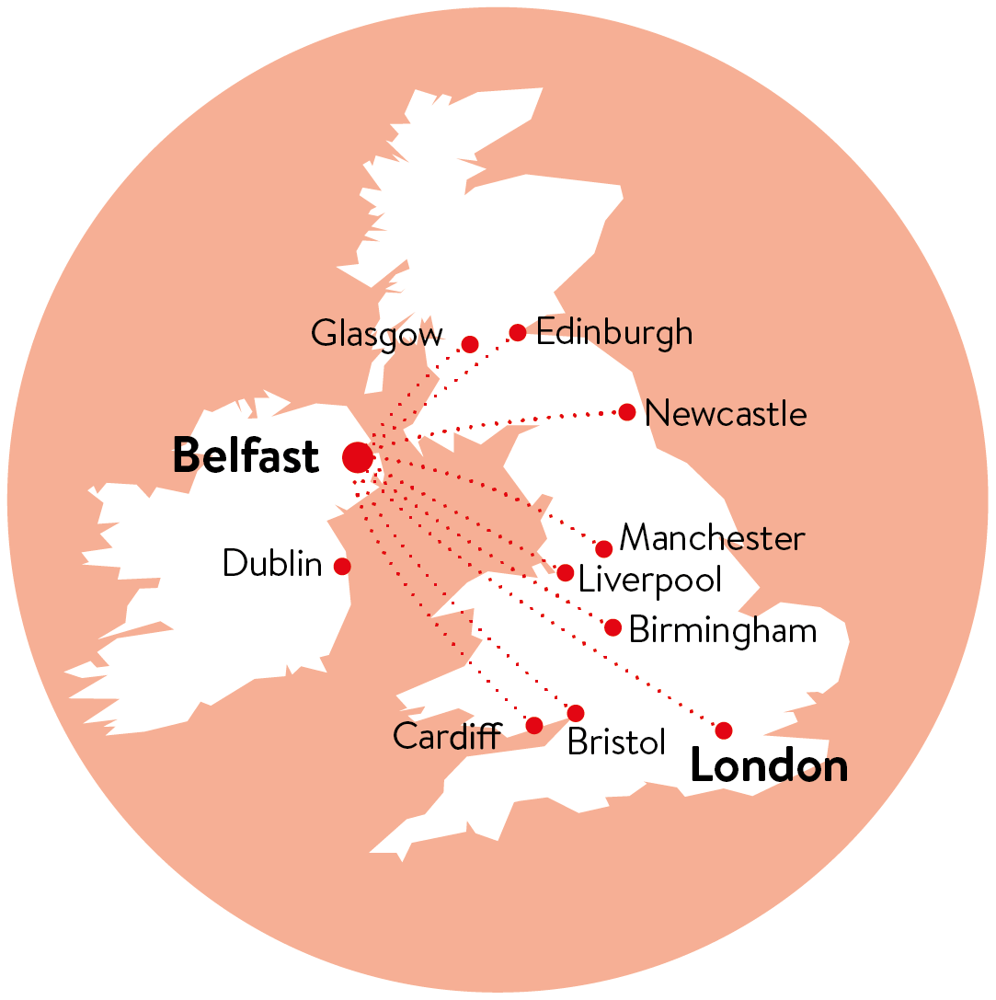 Glasgow
Edinburgh
Newcastle
Belfast
Manchester
Dublin
Liverpool
Birmingham
Cardiff
Bristol
London